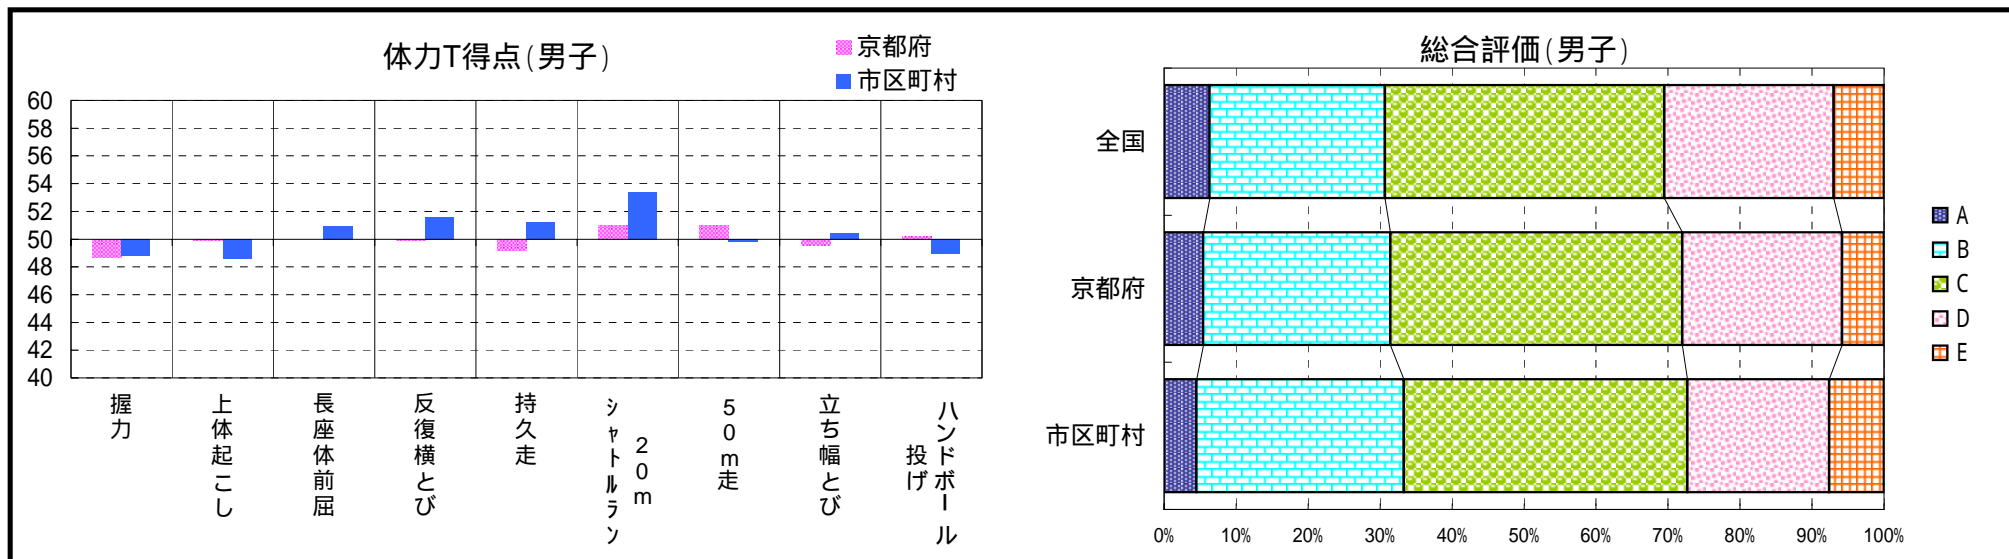 体力T得点(男子)
京都府
市区町村
60
58
56
54
52
50
48
46
44
42
40
握力
上体起こし
長座体前屈
反復横とび
持久走
20m
シャトルラン
50m走
立ち幅とび
ハンドボール
投げ
総合評価(男子)
全国
京都府
市区町村
0% 10% 20% 30% 40% 50% 60% 70% 80% 90% 100%
A
B
C
D
E